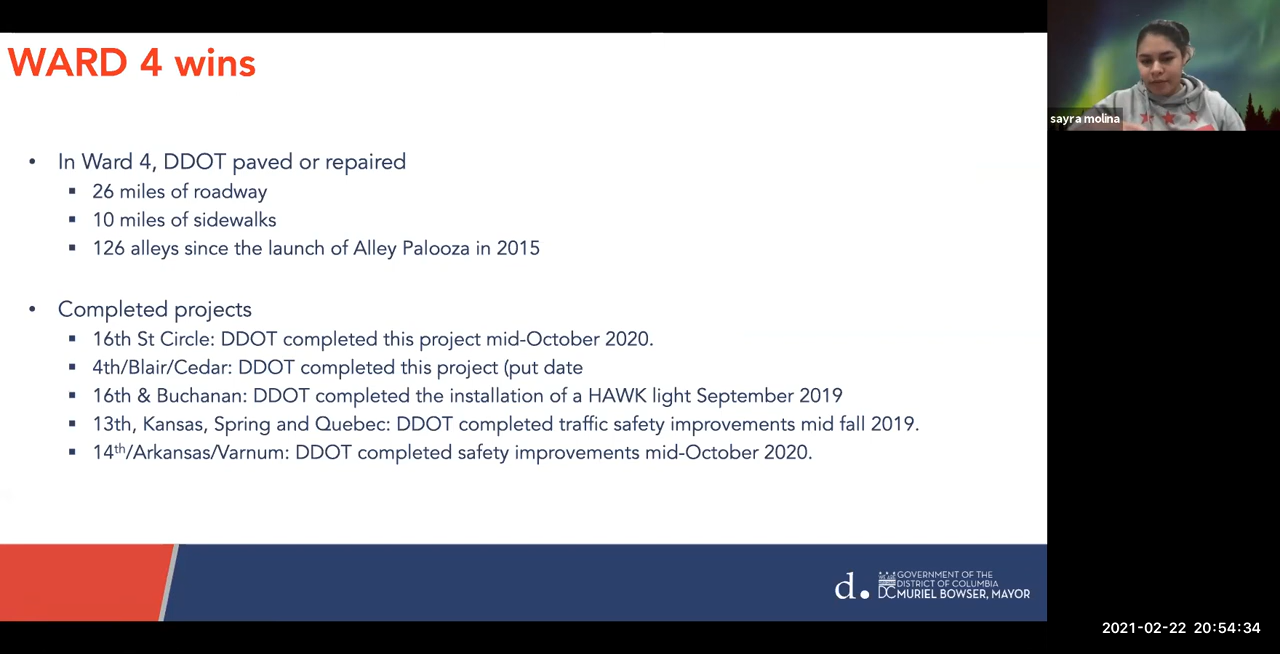 WARD 4 wins
• In Ward 4, DDOT paved or repaired
▪ 26 miles of roadway
▪ 10 miles of sidewalks
▪ 126 alleys since the launch of Alley Palooza in 2015
• Completed projects
▪ 16th St Circle: DDOT completed this project mid-October 2020.
▪ 4th/Blair/Cedar: DDOT completed this project (put date
▪ 16th & Buchanan: DDOT completed the installation of a HAWK light September 2019
▪ 13th, Kansas, Spring and Quebec: DDOT completed traffic safety improvements mid fall 2019.
▪ 14th/Arkansas/Varnum: DDOT completed safety improvements mid-October 2020.
sayra molina
d.
GOVERNMENT OF THE
DISTRICT OF COLUMBIA
DC MURIEL BOWSER, MAYOR
2021-02-22 20:54:34